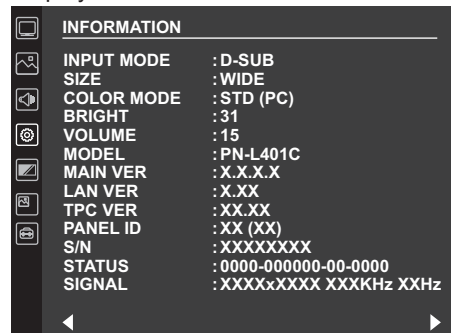 INFORMATION
INPUT MODE : D-SUB
SIZE : WIDE
COLOR MODE : STD (PC)
BRIGHT : 31
VOLUME : 15
MODEL : PN-L401C
MAIN VER : X.X.X.X
LAN VER : X.XX
TPC VER : XX.XX
PANEL ID : XX (XX)
S/N : XXXXXXXX
STATUS : 0000-000000-00-0000
SIGNAL : XXXXxXXXX XXXKHz XXHz